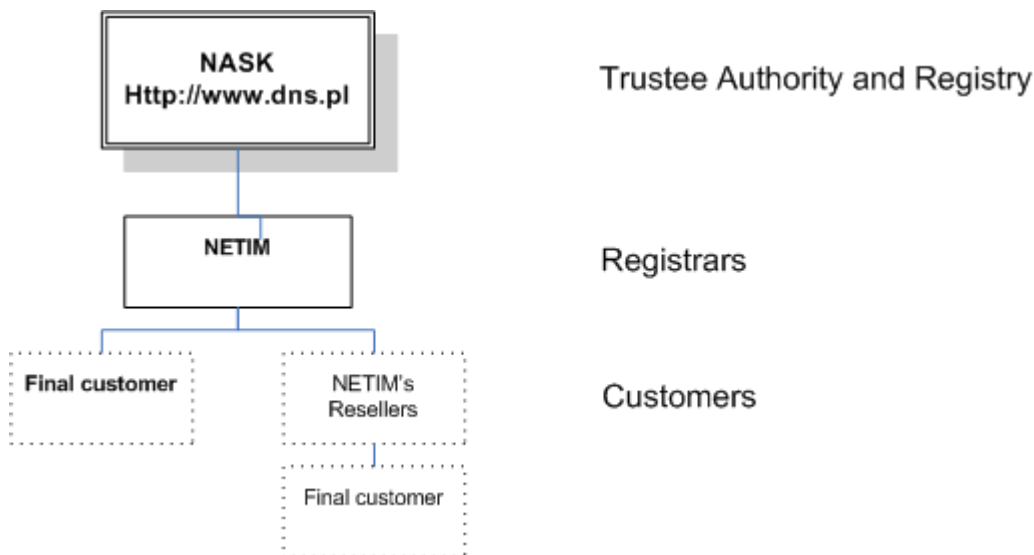 NASK
Http://www.dns.pl
Trustee Authority and Registry
NETIM
Registrars
Final customer
NETIM's
Resellers
Customers
Final customer